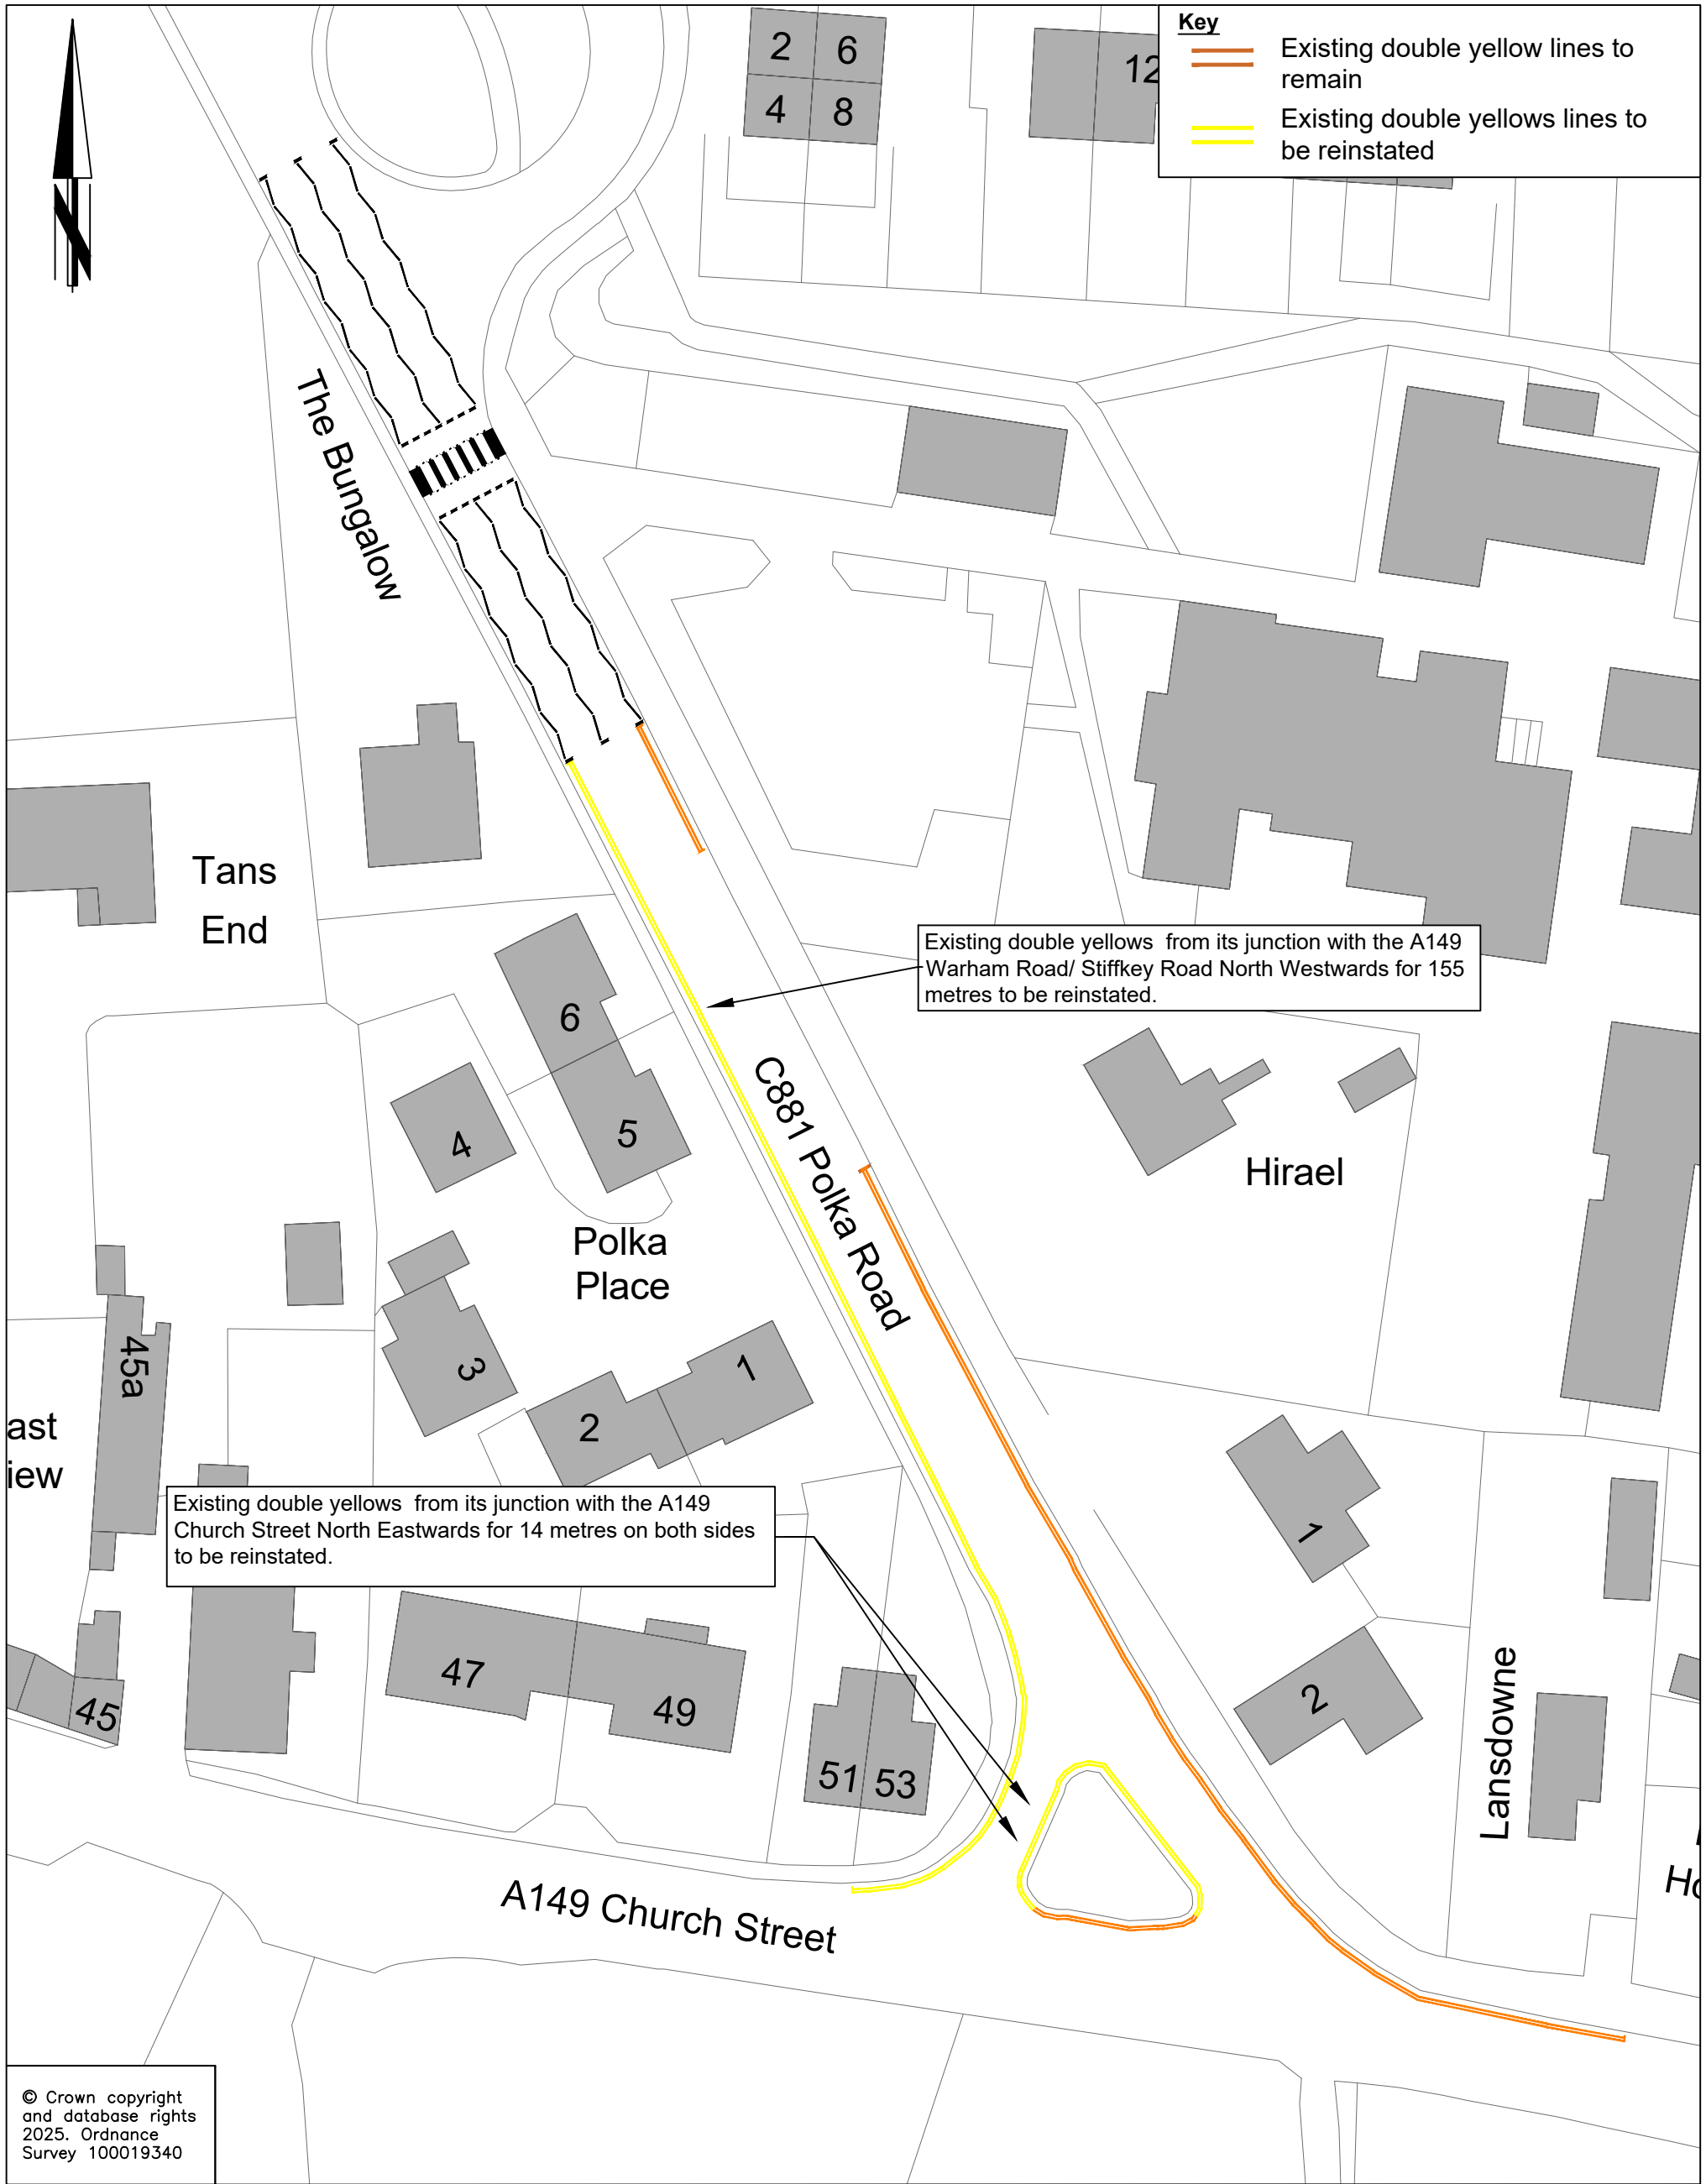 Key
Existing double yellow lines to
remain
Existing double yellows lines to
be reinstated
N
2
6
4
8
12
The Bungalow
Tans
End
Existing double yellows from its junction with the A149
Warham Road/ Stiffkey Road North Westwards for 155
metres to be reinstated.
6
5
4
C881 Polka Road
Hirael
Polka
Place
45a
3
2
1
ast
iew
Existing double yellows from its junction with the A149
Church Street North Eastwards for 14 metres on both sides
to be reinstated.
1
2
47
49
45
51
53
Lansdowne
A149 Church Street
© Crown copyright
and database rights
2025. Ordnance
Survey 100019340